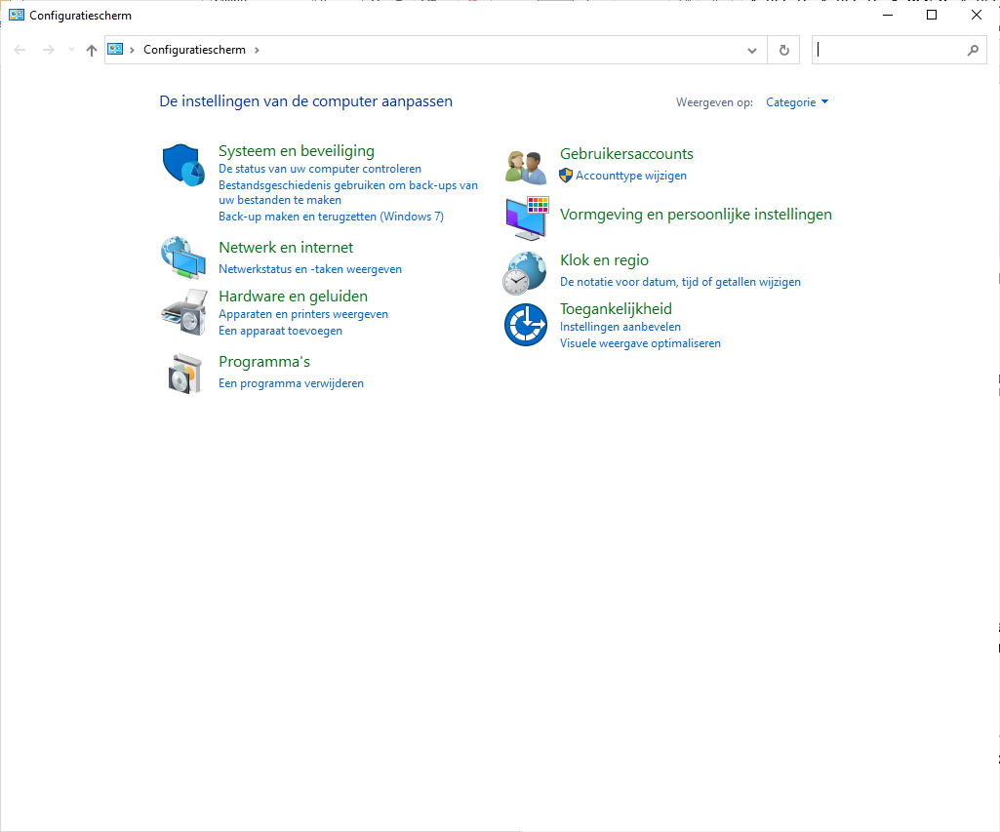 Configuratiescherm
Configuratiescherm
De instellingen van de computer aanpassen
Weergeven op: Categorie
Systeem en beveiliging
De status van uw computer controleren
Bestandsgeschiedenis gebruiken om back-ups van
uw bestanden te maken
Back-up maken en terugzetten (Windows 7)
Netwerk en internet
Netwerkstatus en -taken weergeven
Hardware en geluiden
Apparaten en printers weergeven
Een apparaat toevoegen
Programma's
Een programma verwijderen
Gebruikersaccounts
Accounttype wijzigen
Vormgeving en persoonlijke instellingen
Klok en regio
De notatie voor datum, tijd of getallen wijzigen
Toegankelijkheid
Instellingen aanbevelen
Visuele weergave optimaliseren